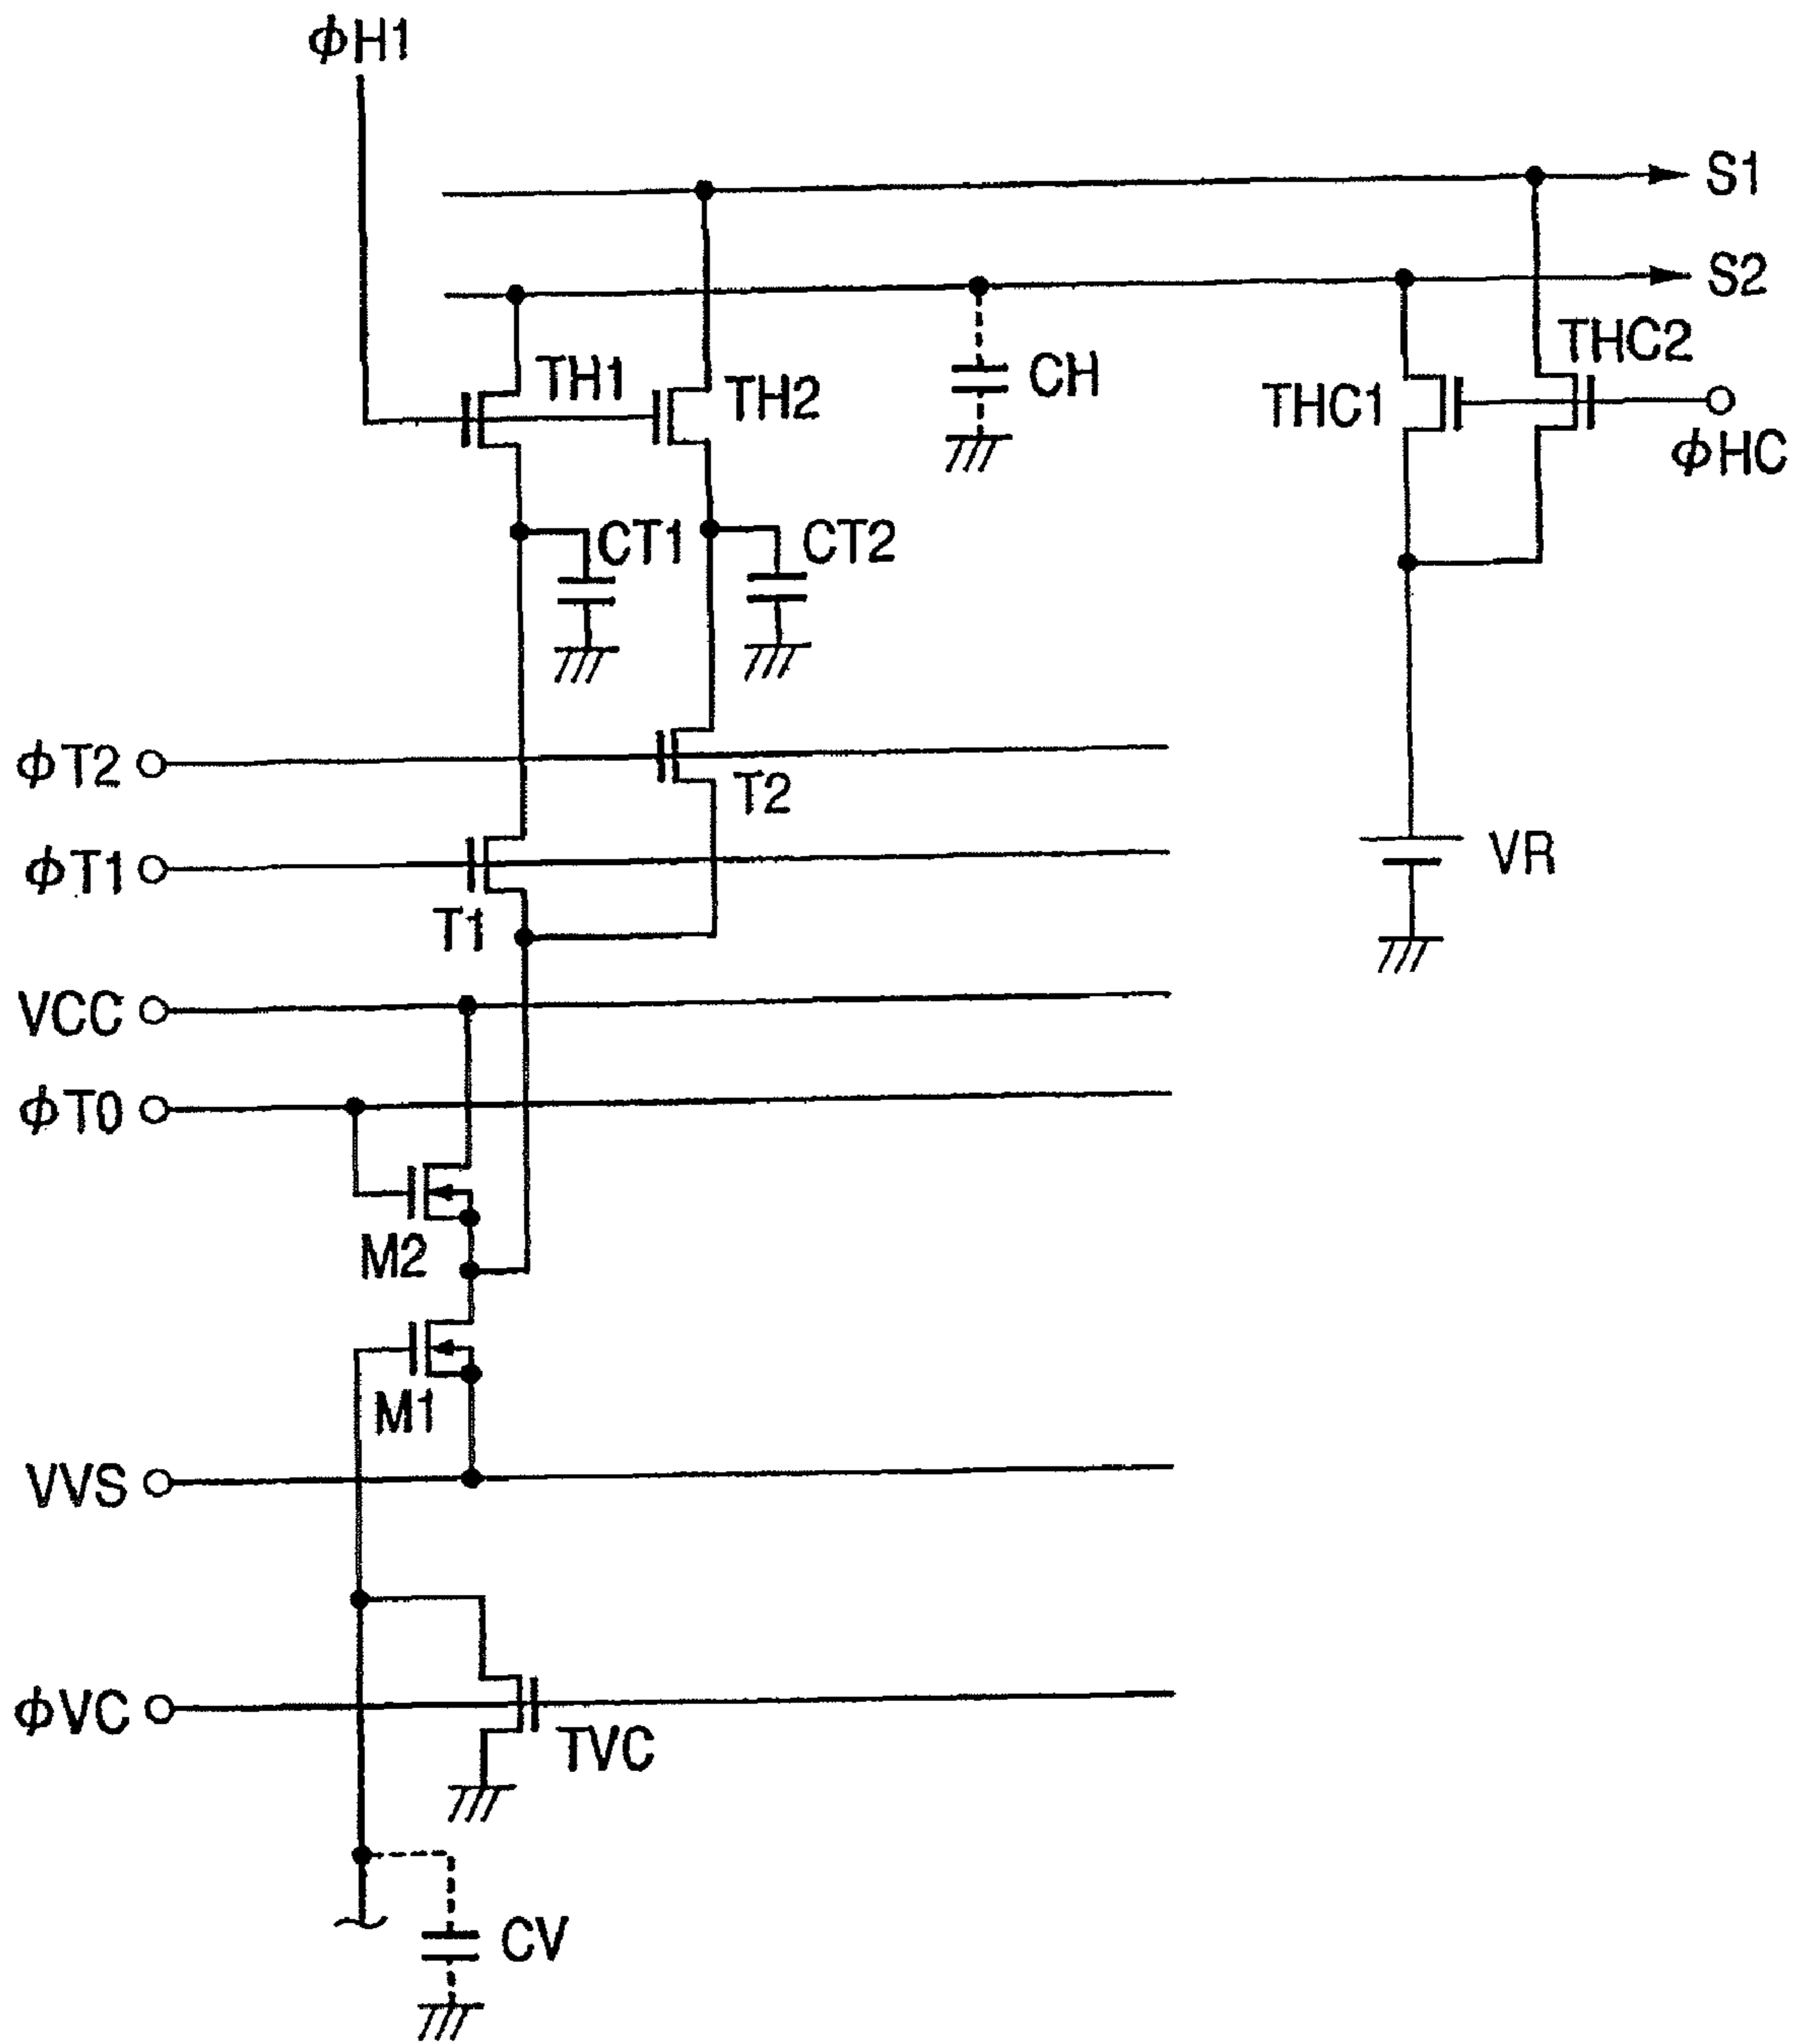 ϕH1
S1
S2
THC2
TH1
TH2
CH
THC1
ϕHC
CT1
CT2
ϕT2
T2
ϕT1
T1
VR
VCC
ϕT0
M2
M1
VVS
ϕVC
TVC
CV